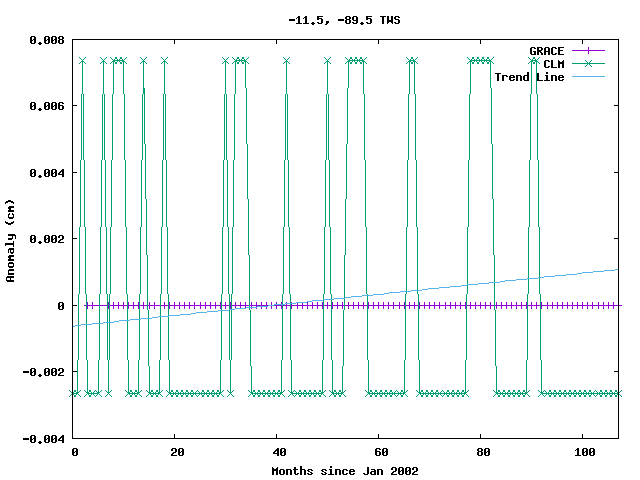 -11.5, -89.5 TWS
0.008
0.006
0.004
0.002
0
-0.002
-0.004
Anomaly (cm)
GRACE
CLM
Trend Line
0 20 40 60 80 100
Months since Jan 2002